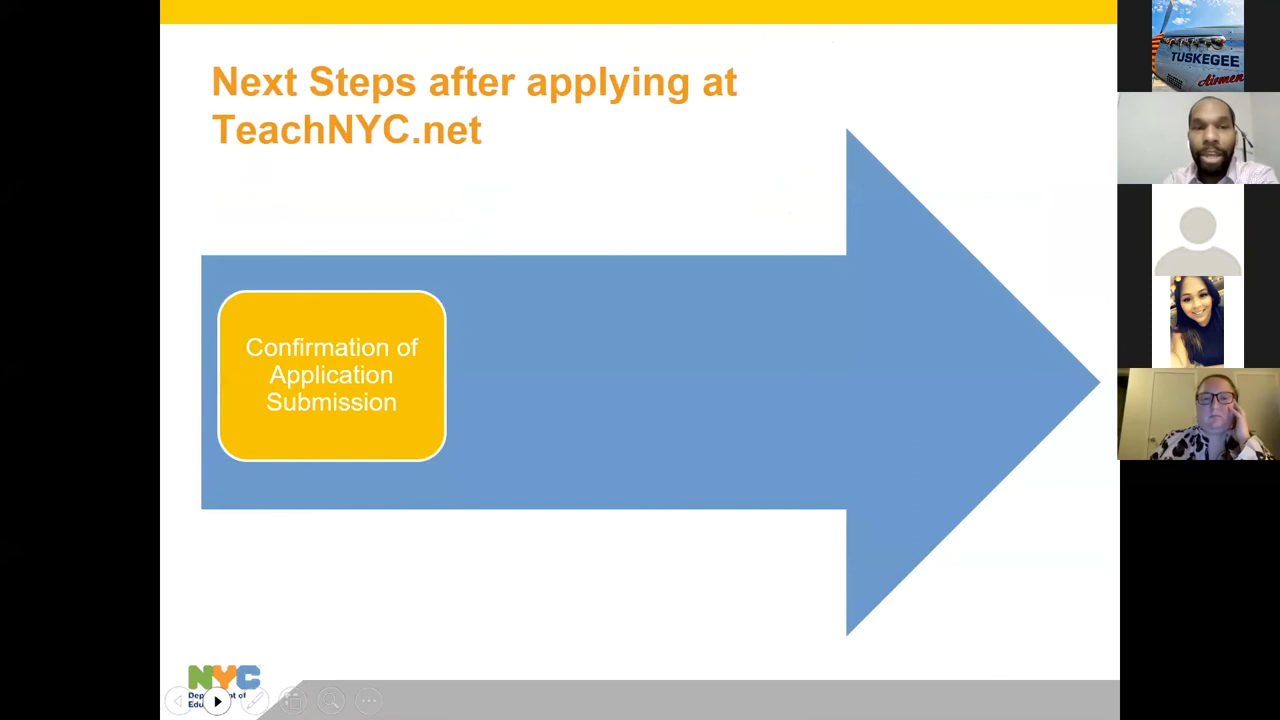 Next Steps after applying at
TeachNYC.net
Confirmation of
Application
Submission
NYC
TUSKEGEE
Airmen